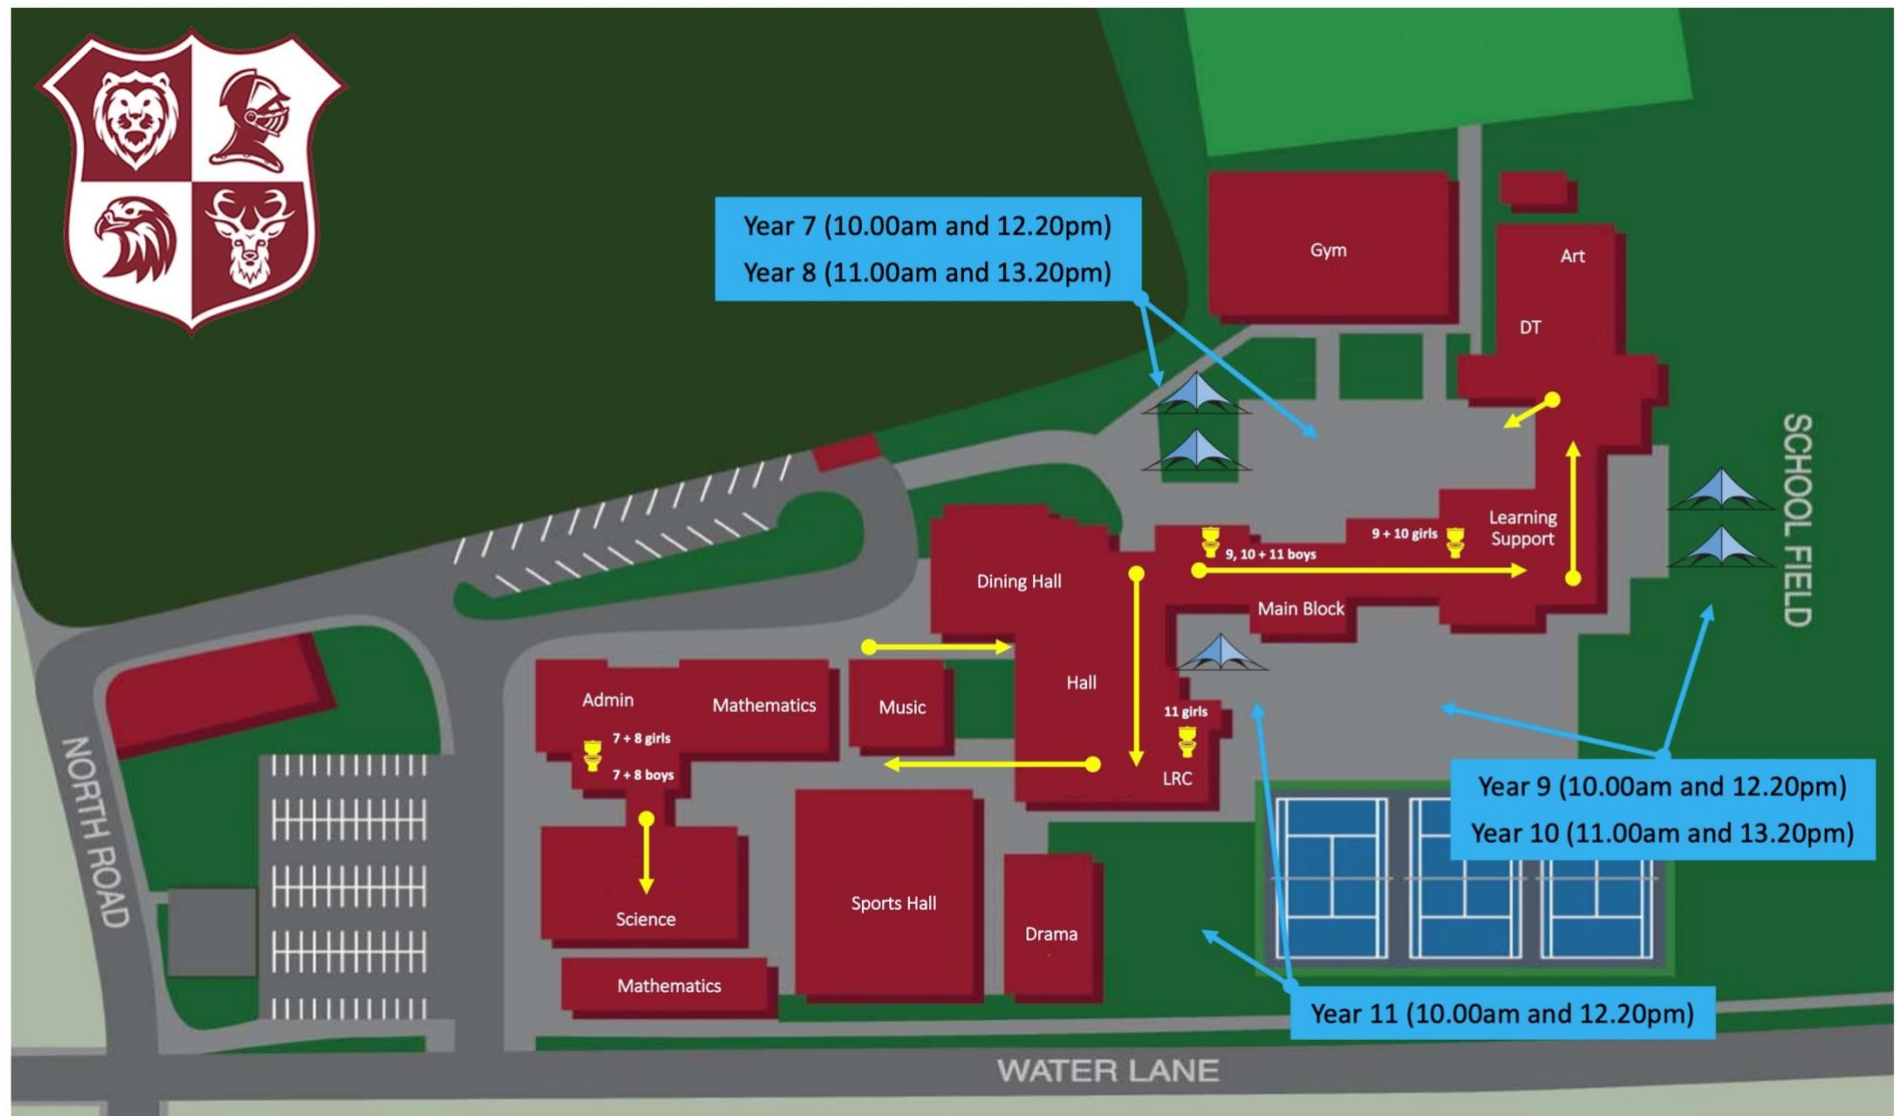 Year 7 (10.00am and 12.20pm)
Year 8 (11.00am and 13.20pm)
Gym
Art
DT
SCHOOL FIELD
Learning
Support
9 + 10 girls
9, 10 + 11 boys
Dining Hall
Main Block
Hall
Admin
Mathematics
Music
11 girls
7 + 8 girls
7 + 8 boys
LRC
NORTH ROAD
Year 9 (10.00am and 12.20pm)
Year 10 (11.00am and 13.20pm)
Science
Sports Hall
Drama
Mathematics
Year 11 (10.00am and 12.20pm)
WATER LANE